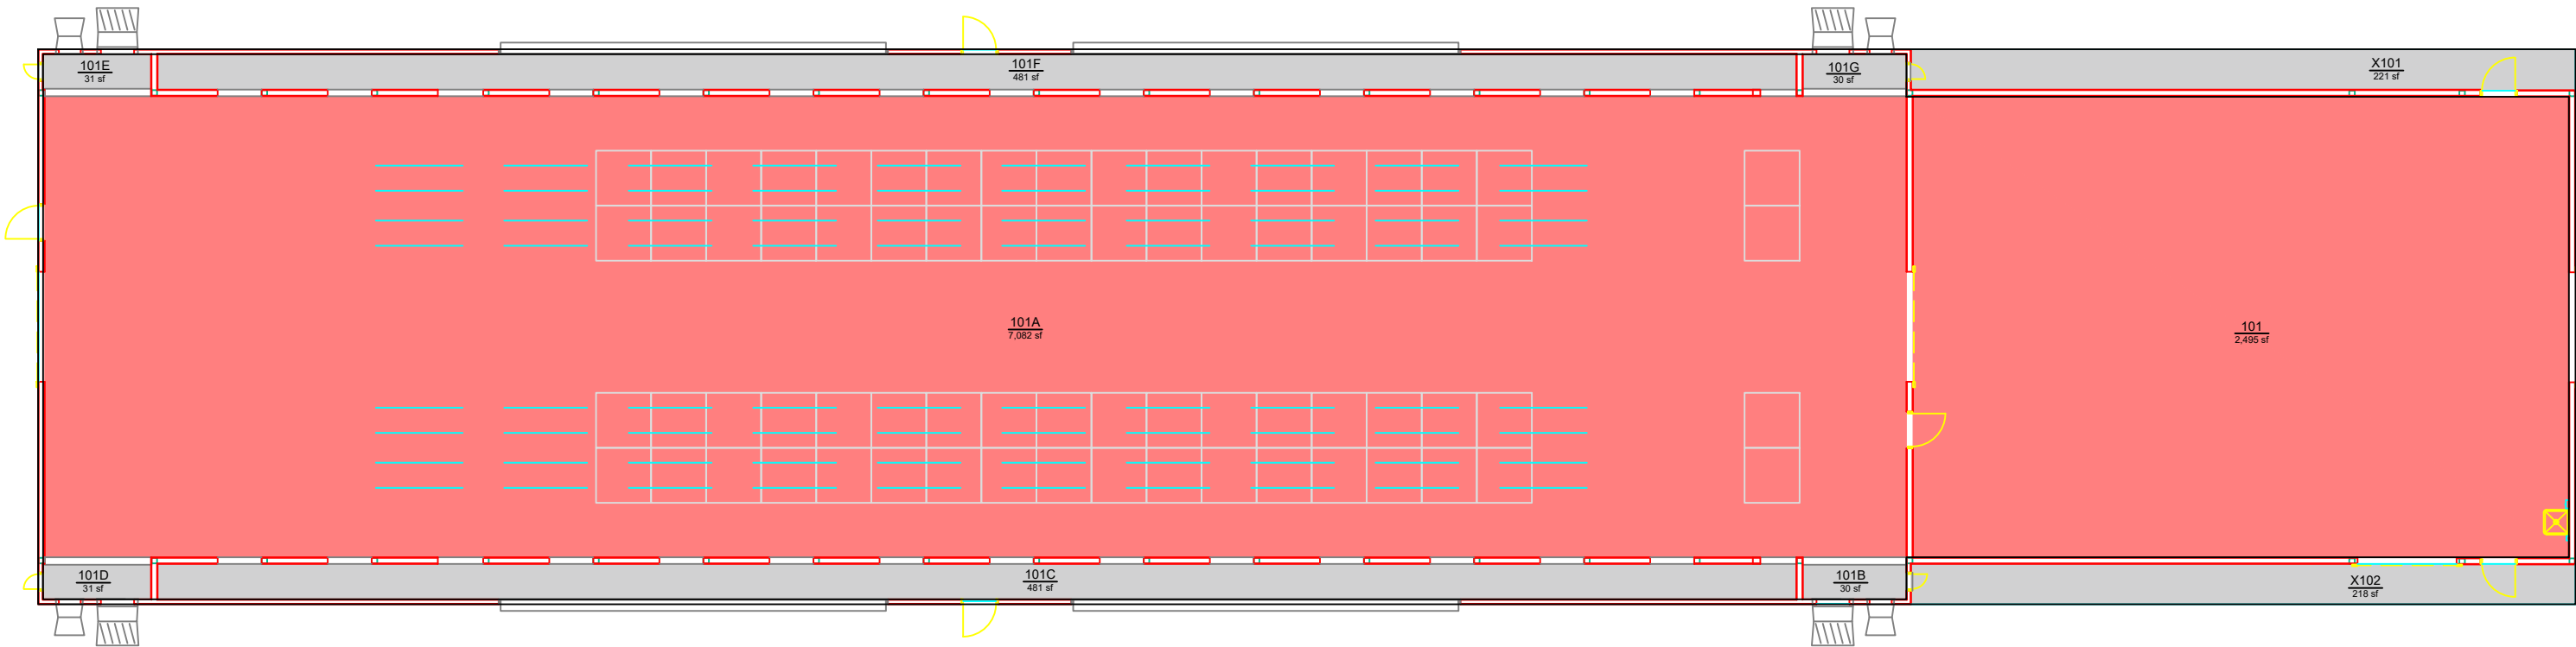 101E
31 sf
101F
481 sf
101G
30 sf
X101
221 sf
101A
7,082 sf
101
2,495 sf
101D
31 sf
101C
481 sf
101B
30 sf
X102
218 sf